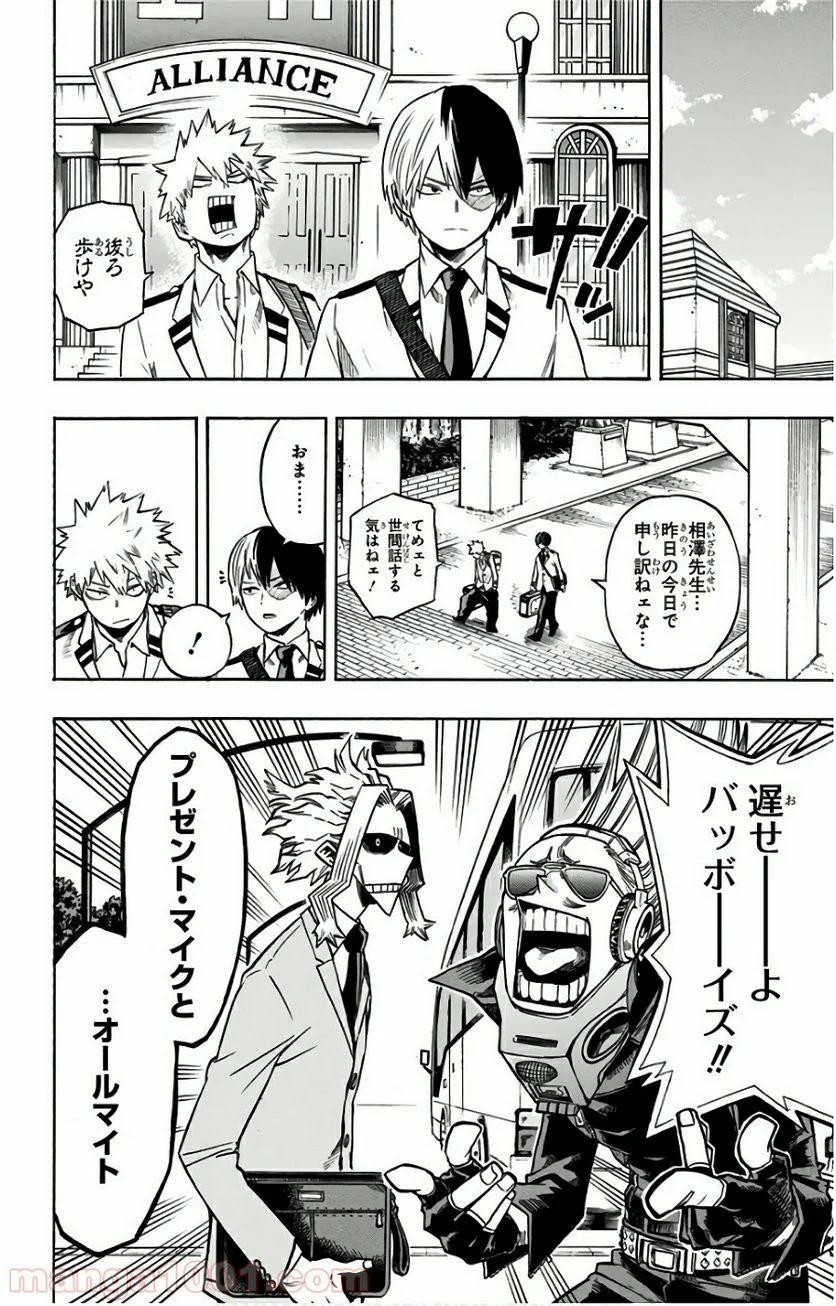 ALLIANCE
ザッ
後ろ
歩けや
相澤先生…
昨日の今日で
申し訳ねェな…
てめェと
世間話する
気はねェ!
おま……
!
遅せーーよ
バッボーイズ!!
プレゼント・マイクと
…オールマイト
manga1001.com